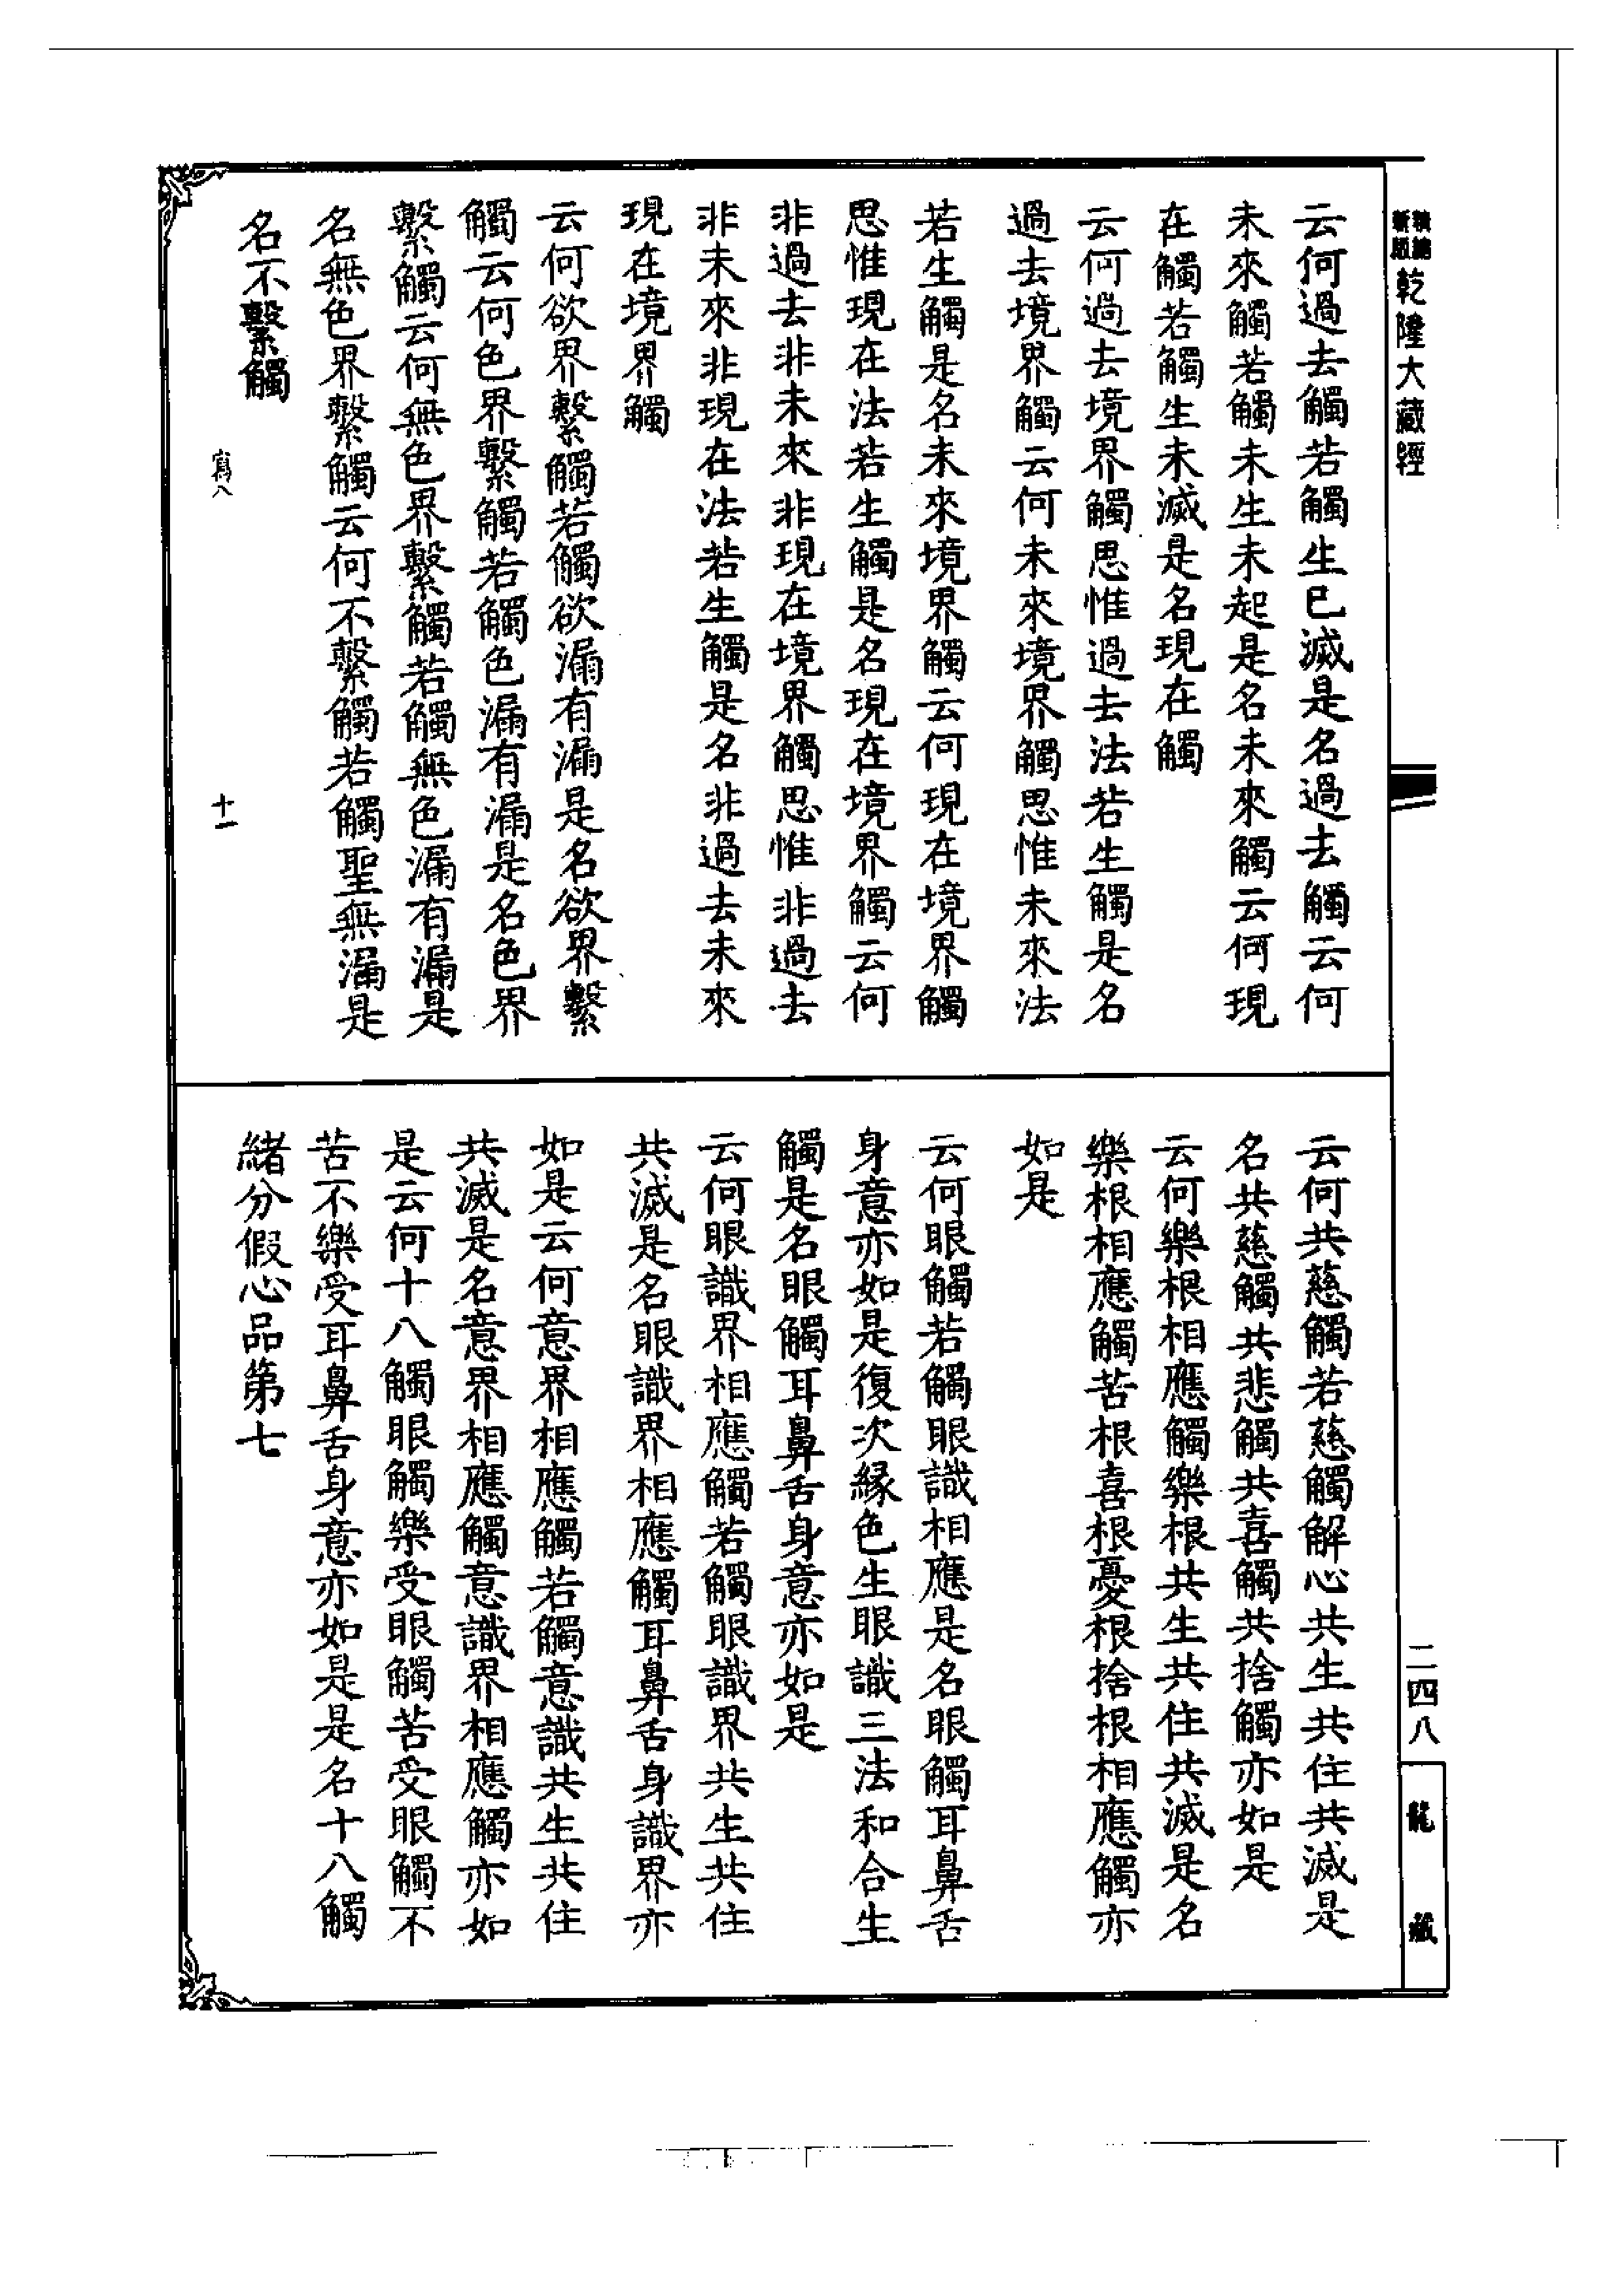 精編
新版
乾隆大藏經
云何過去觸若觸生已滅是名過去觸云何
未來觸若觸未生未起是名未來觸云何現
在觸若觸生未滅是名現在觸
云何過去境界觸思惟過去法若生觸是名
過去境界觸云何未來境界觸思惟未來法
若生觸是名未來境界觸云何現在境界觸
思惟現在法若生觸是名現在境界觸云何
非過去非未來非現在境界觸思惟非過去
非未來非現在法若生觸是名非過去未來
現在境界觸
云何欲界繫觸若觸欲漏有漏是名欲界繫
觸云何色界繫觸若觸色漏有漏是名色界
繫觸云何無色界繫觸若觸無色漏有漏是
名無色界繫觸云何不繫觸若觸聖無漏是
名不繫觸
寫八
十一
云何共慈觸若慈觸解心共生共住共滅是
名共慈觸共悲觸共喜觸共捨觸亦如是
云何樂根相應觸樂根共生共住共滅是名
樂根相應觸苦根喜根憂根捨根相應觸亦
如是
云何眼觸若觸眼識相應是名眼觸耳鼻舌
身意亦如是復次緣色生眼識三法和合生
觸是名眼觸耳鼻舌身意亦如是
云何眼識界相應觸若觸眼識界共生共住
共滅是名眼識界相應觸耳鼻舌身識界亦
如是云何意界相應觸若觸意識共生共住
共滅是名意界相應觸意識界相應觸亦如
是云何十八觸眼觸樂受眼觸苦受眼觸不
苦不樂受耳鼻舌身意亦如是是名十八觸
緒分假心品第七
二四八
龍藏